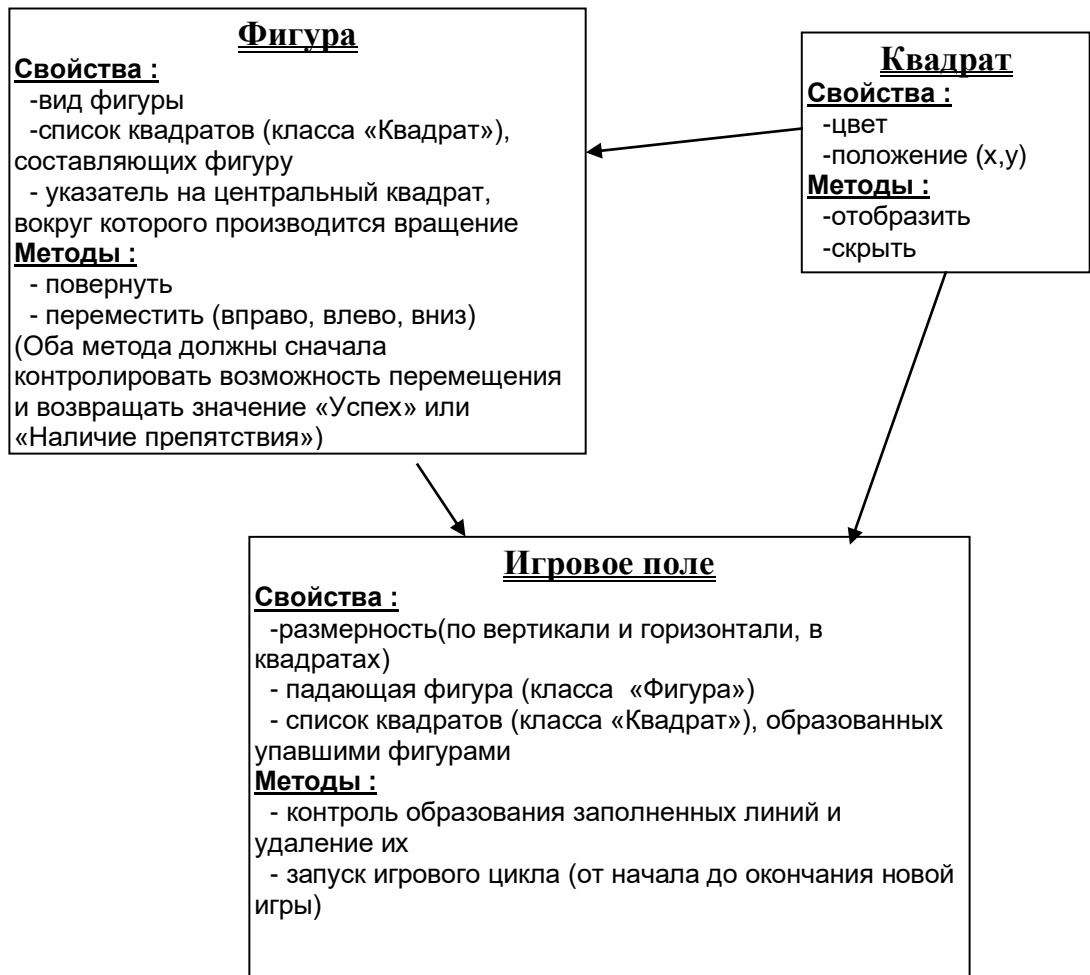 Фигура
Свойства :
-вид фигуры
-список квадратов (класса «Квадрат»),
составляющих фигуру
- указатель на центральный квадрат,
вокруг которого производится вращение
Методы :
- повернуть
- переместить (вправо, влево, вниз)
(Оба метода должны сначала
контролировать возможность перемещения
и возвращать значение «Успех» или
«Наличие препятствия»)
Квадрат
Свойства :
-цвет
-положение (x,y)
Методы :
-отобразить
-скрыть
Игровое поле
Свойства :
-размерность(по вертикали и горизонтали, в
квадратах)
- падающая фигура (класса «Фигура»)
- список квадратов (класса «Квадрат»), образованных
упавшими фигурами
Методы :
- контроль образования заполненных линий и
удаление их
- запуск игрового цикла (от начала до окончания новой
игры)